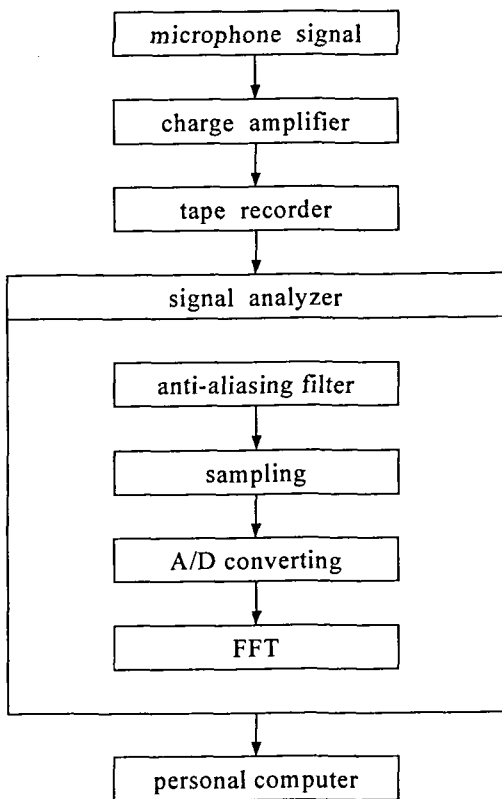 microphone signal
charge amplifier
tape recorder
signal analyzer
anti-aliasing filter
sampling
A/D converting
FFT
personal computer